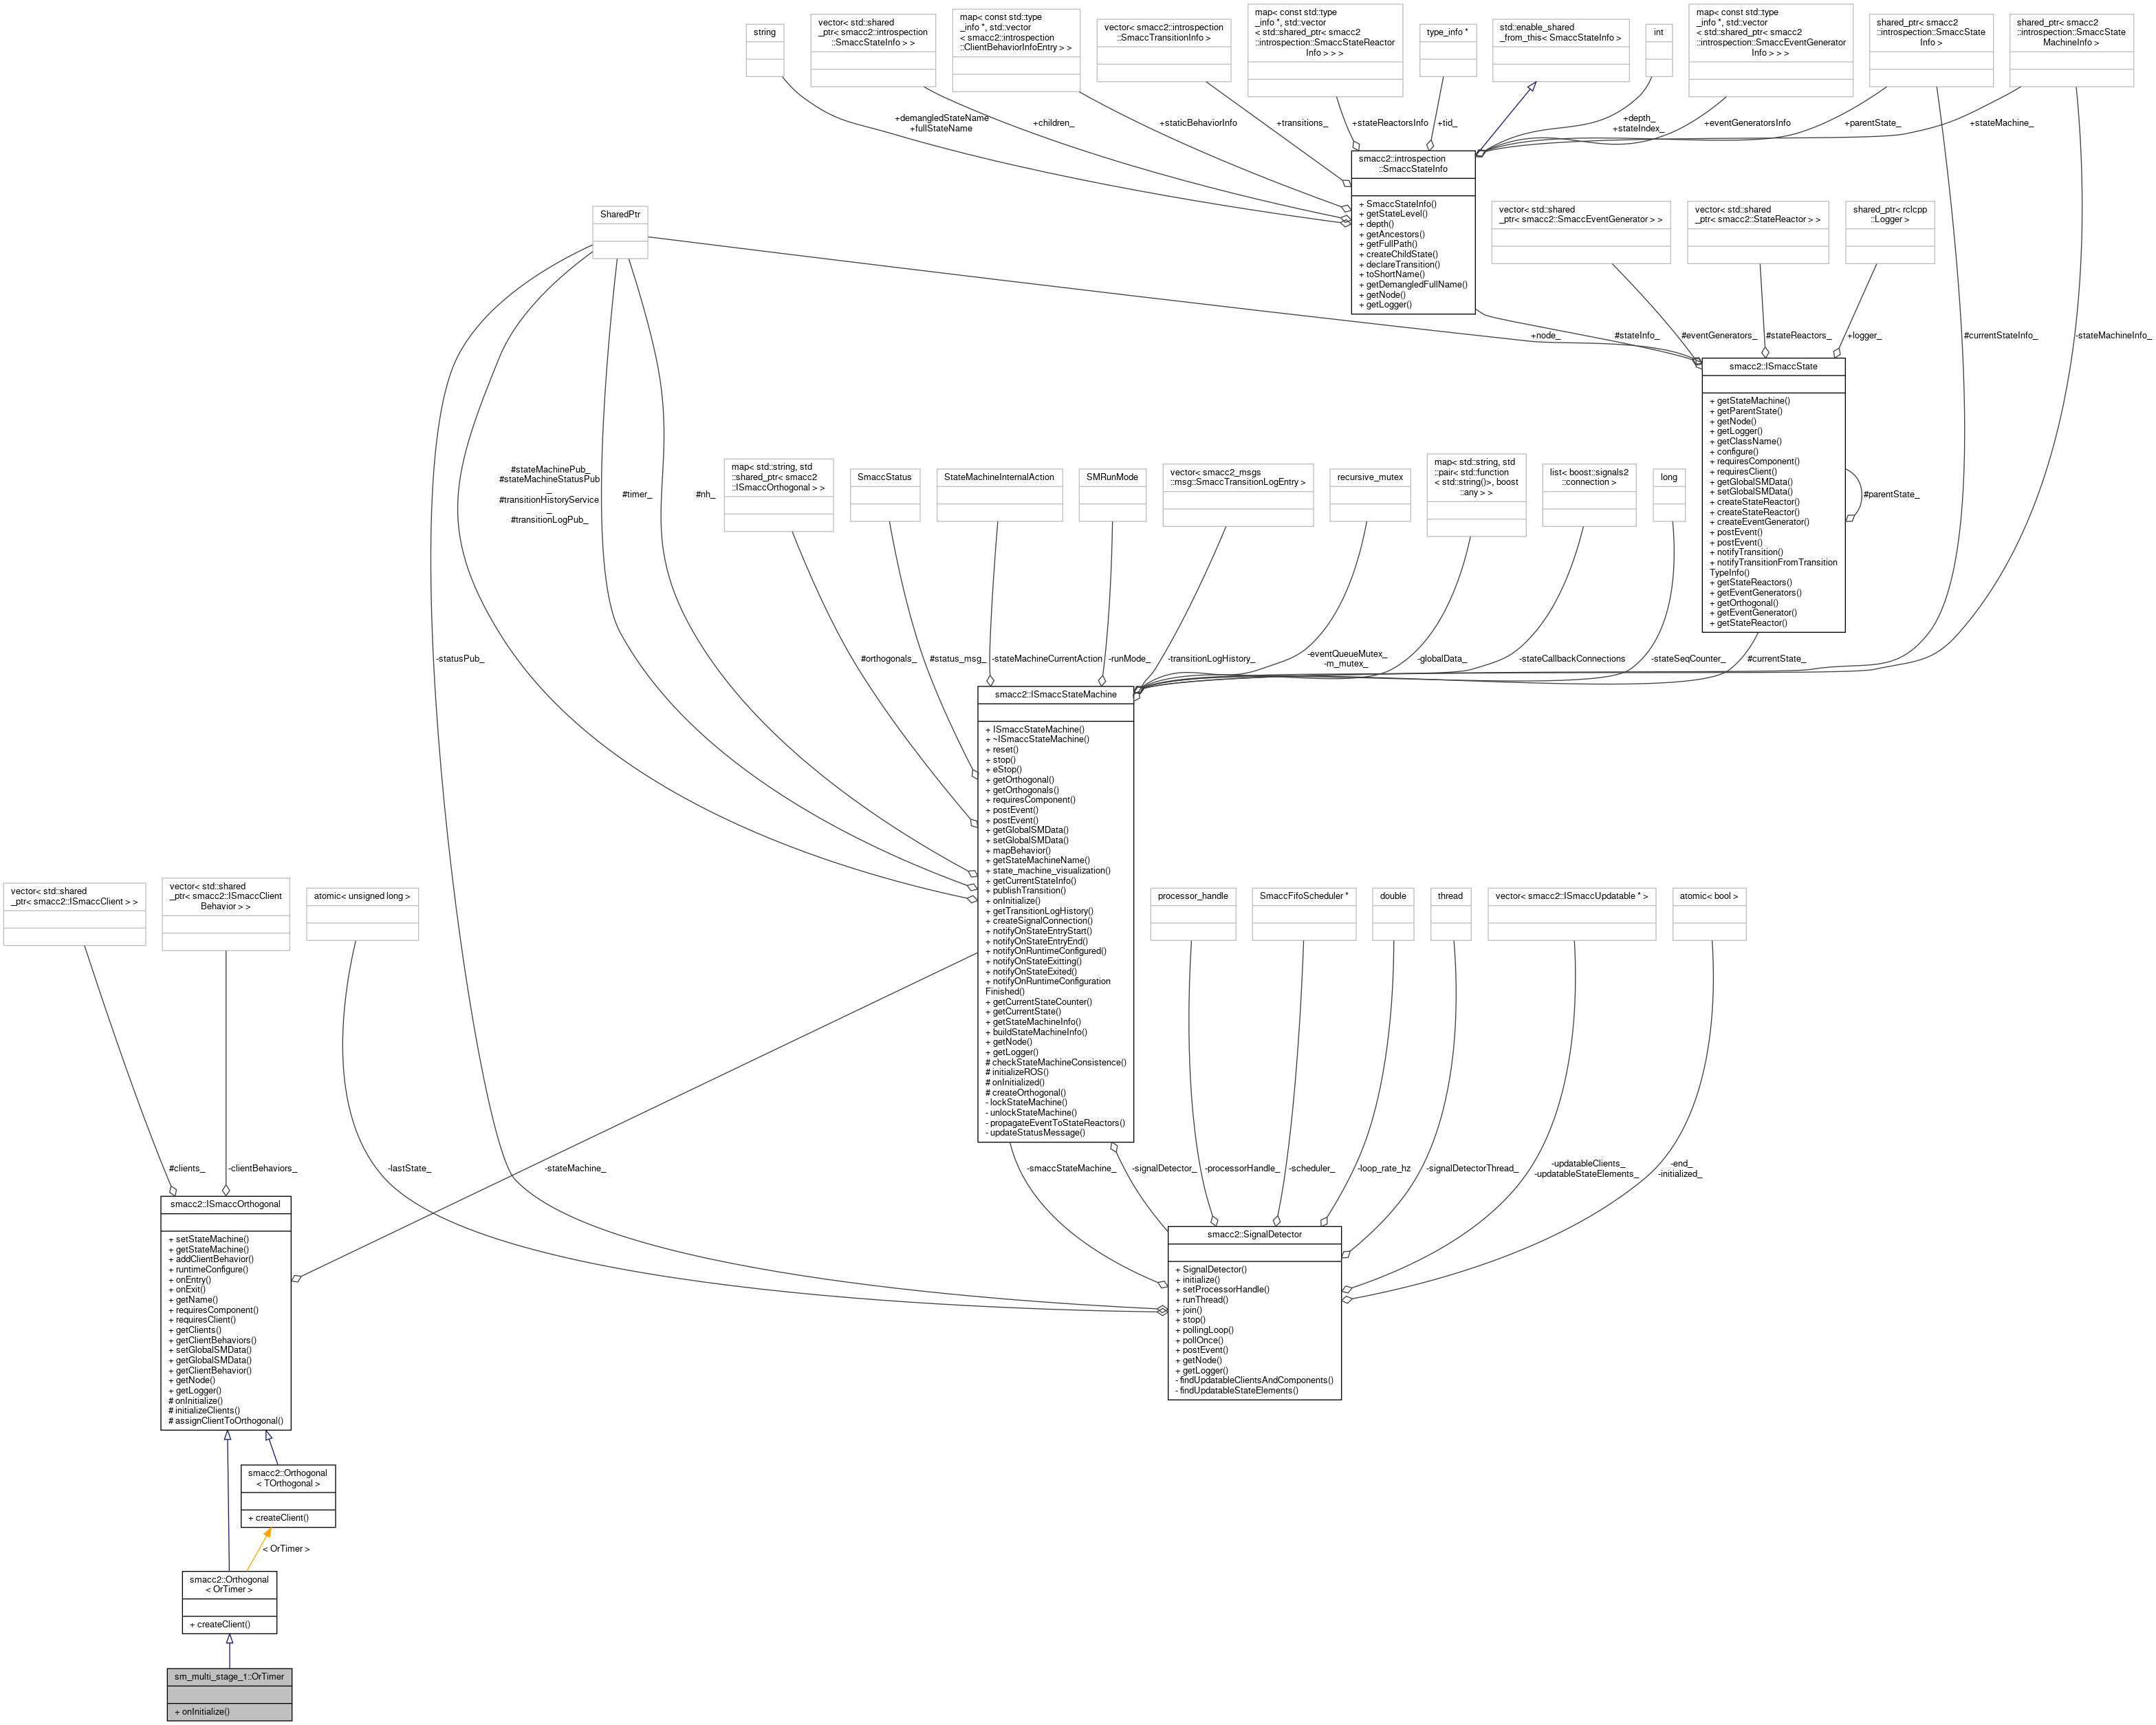 string
vector< std::shared
_ptr< smacc2::introspection
::SmaccStateInfo > >
map< const std::type
_info *, std::vector
< smacc2::introspection
::ClientBehaviorInfoEntry > >
vector< smacc2::introspection
::SmaccTransitionInfo >
map< const std::type
_info *, std::vector
< std::shared_ptr< smacc2
::introspection::SmaccStateReactor
Info > > >
type_info *
std::enable_shared
_from_this< SmaccStateInfo >
int
map< const std::type
_info *, std::vector
< std::shared_ptr< smacc2
::introspection::SmaccEventGenerator
Info > > >
shared_ptr< smacc2
::introspection::SmaccState
Info >
shared_ptr< smacc2
::introspection::SmaccState
MachineInfo >
+demangledStateName
+fullStateName
+children_
+staticBehaviorInfo
+transitions_
+stateReactorsInfo
+tid_
+depth_
+stateIndex_
+eventGeneratorsInfo
+parentState_
+stateMachine_
smacc2::introspection
::SmaccStateInfo
+ SmaccStateInfo()
+ getStateLevel()
+ depth()
+ getAncestors()
+ getFullPath()
+ createChildState()
+ declareTransition()
+ toShortName()
+ getDemangledFullName()
+ getNode()
+ getLogger()
SharedPtr
vector< std::shared
_ptr< smacc2::SmaccEventGenerator > >
vector< std::shared
_ptr< smacc2::StateReactor > >
shared_ptr< rclcpp
::Logger >
+node_
#stateInfo_
#eventGenerators_
#stateReactors_
+logger_
#currentStateInfo_
-stateMachineInfo_
smacc2::ISmaccState
+ getStateMachine()
+ getParentState()
+ getNode()
+ getLogger()
+ getClassName()
+ configure()
+ requiresComponent()
+ requiresClient()
+ getGlobalSMData()
+ setGlobalSMData()
+ createStateReactor()
+ createStateReactor()
+ createEventGenerator()
+ postEvent()
+ postEvent()
+ notifyTransition()
+ notifyTransitionFromTransition
TypeInfo()
+ getStateReactors()
+ getEventGenerators()
+ getOrthogonal()
+ getEventGenerator()
+ getStateReactor()
#parentState_
#stateMachinePub_
#stateMachineStatusPub
_
#transitionHistoryService
_
#transitionLogPub_
#timer_
#nh_
map< std::string, std
::shared_ptr< smacc2
::ISmaccOrthogonal > >
SmaccStatus
StateMachineInternalAction
SMRunMode
vector< smacc2_msgs
::msg::SmaccTransitionLogEntry >
recursive_mutex
map< std::string, std
::pair< std::function
< std::string()>, boost
::any > >
list< boost::signals2
::connection >
long
-statusPub_
#orthogonals_
#status_msg_
-stateMachineCurrentAction
-runMode_
-transitionLogHistory_
-eventQueueMutex_
-m_mutex_
-globalData_
-stateCallbackConnections
-stateSeqCounter_
#currentState_
smacc2::ISmaccStateMachine
+ ISmaccStateMachine()
+ ~ISmaccStateMachine()
+ reset()
+ stop()
+ eStop()
+ getOrthogonal()
+ getOrthogonals()
+ requiresComponent()
+ postEvent()
+ postEvent()
+ getGlobalSMData()
+ setGlobalSMData()
+ mapBehavior()
+ getStateMachineName()
+ state_machine_visualization()
+ getCurrentStateInfo()
+ publishTransition()
+ onInitialize()
+ getTransitionLogHistory()
+ createSignalConnection()
+ notifyOnStateEntryStart()
+ notifyOnStateEntryEnd()
+ notifyOnRuntimeConfigured()
+ notifyOnStateExitting()
+ notifyOnStateExited()
+ notifyOnRuntimeConfiguration
Finished()
+ getCurrentStateCounter()
+ getCurrentState()
+ getStateMachineInfo()
+ buildStateMachineInfo()
+ getNode()
+ getLogger()
# checkStateMachineConsistence()
# initializeROS()
# onInitialized()
# createOrthogonal()
- lockStateMachine()
- unlockStateMachine()
- propagateEventToStateReactors()
- updateStatusMessage()
vector< std::shared
_ptr< smacc2::ISmaccClient > >
vector< std::shared
_ptr< smacc2::ISmaccClient
Behavior > >
atomic< unsigned long >
processor_handle
SmaccFifoScheduler *
double
thread
vector< smacc2::ISmaccUpdatable * >
atomic< bool >
#clients_
-clientBehaviors_
-lastState_
-stateMachine_
-smaccStateMachine_
-signalDetector_
-processorHandle_
-scheduler_
-loop_rate_hz
-signalDetectorThread_
-updatableClients_
-updatableStateElements_
-end_
-initialized_
smacc2::ISmaccOrthogonal
+ setStateMachine()
+ getStateMachine()
+ addClientBehavior()
+ runtimeConfigure()
+ onEntry()
+ onExit()
+ getName()
+ requiresComponent()
+ requiresClient()
+ getClients()
+ getClientBehaviors()
+ setGlobalSMData()
+ getGlobalSMData()
+ getClientBehavior()
+ getNode()
+ getLogger()
# onInitialize()
# initializeClients()
# assignClientToOrthogonal()
smacc2::SignalDetector
+ SignalDetector()
+ initialize()
+ setProcessorHandle()
+ runThread()
+ join()
+ stop()
+ pollingLoop()
+ pollOnce()
+ postEvent()
+ getNode()
+ getLogger()
- findUpdatableClientsAndComponents()
- findUpdatableStateElements()
smacc2::Orthogonal
< TOrthogonal >
+ createClient()
< OrTimer >
smacc2::Orthogonal
< OrTimer >
+ createClient()
sm_multi_stage_1::OrTimer
+ onInitialize()